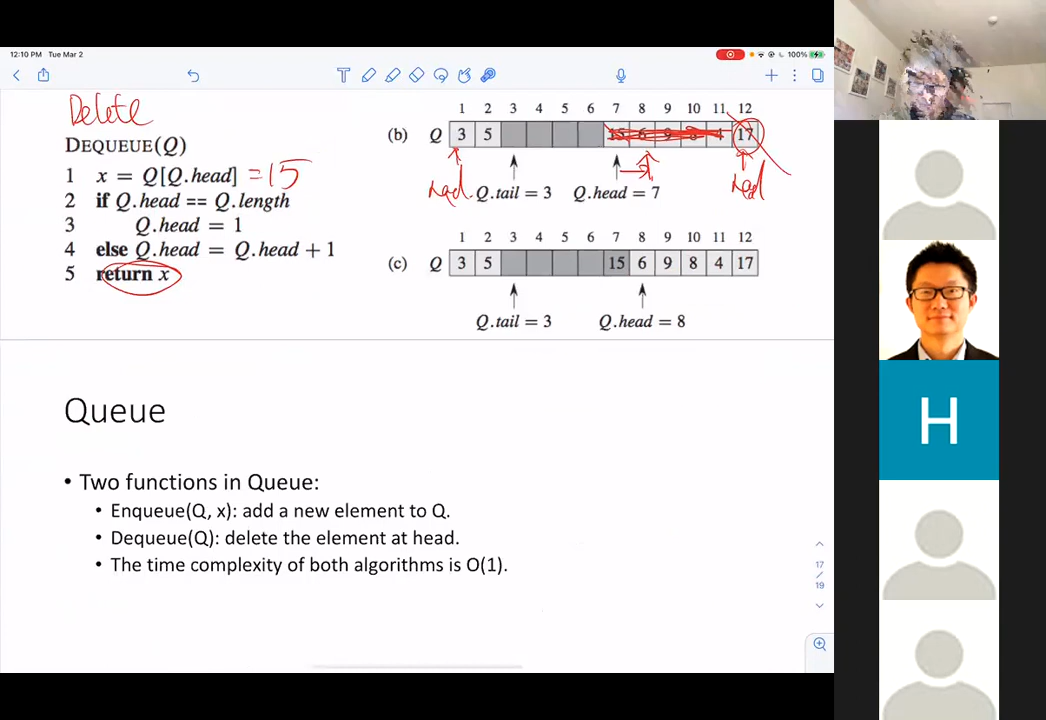 12:10 PM Tue Mar 2
100%
Delete
DEQUEUE(Q)
1 x = Q[Q.head] = 15
2 if Q.head == Q.length
3 Q.head = 1
4 else Q.head = Q.head + 1
5 return x
1 2 3 4 5 6 7 8 9 10 11 12
(b) Q 3 5 15 6 9 8 4 17
head head
Q.tail = 3 Q.head = 7
1 2 3 4 5 6 7 8 9 10 11 12
(c) Q 3 5 15 6 9 8 4 17
Q.tail = 3 Q.head = 8
Queue
• Two functions in Queue:
• Enqueue(Q, x): add a new element to Q.
• Dequeue(Q): delete the element at head.
• The time complexity of both algorithms is O(1).
17
/
19
T
H